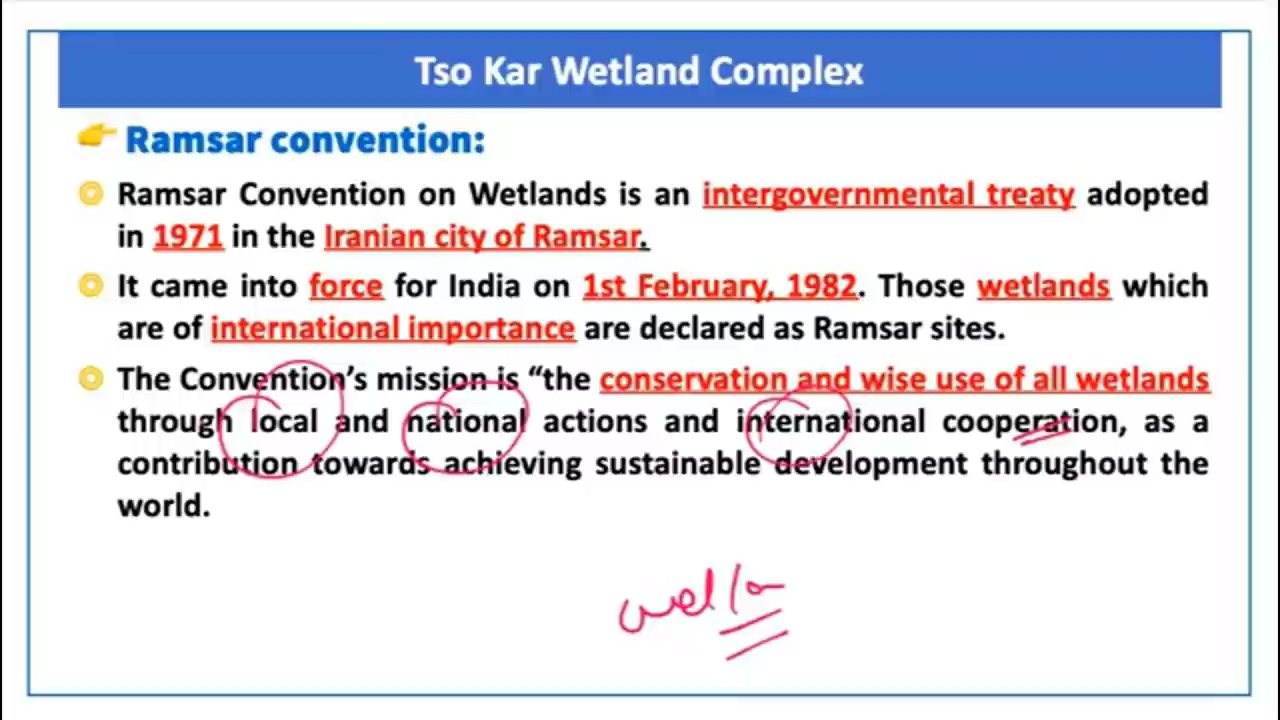 Tso Kar Wetland Complex
Ramsar convention:
Ramsar Convention on Wetlands is an intergovernmental treaty adopted
in 1971 in the Iranian city of Ramsar.
It came into force for India on 1st February, 1982. Those wetlands which
are of international importance are declared as Ramsar sites.
The Convention's mission is “the conservation and wise use of all wetlands
through local and national actions and international cooperation, as a
contribution towards achieving sustainable development throughout the
world.